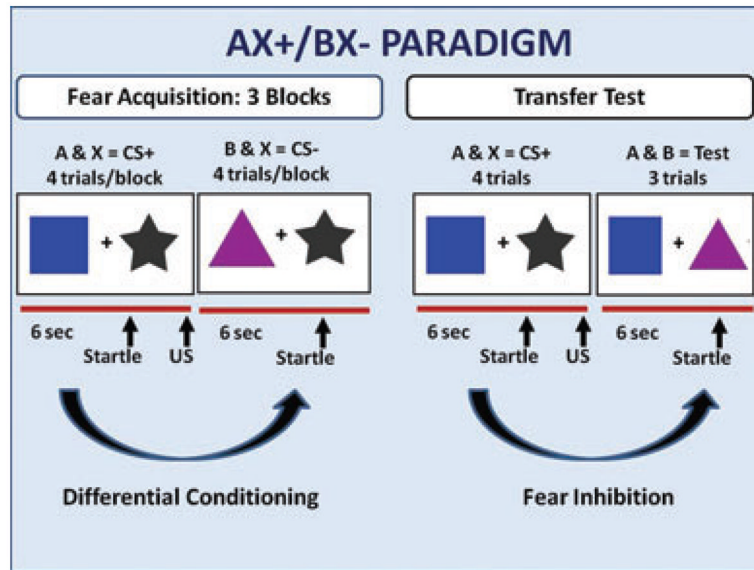 AX+/BX- PARADIGM
Fear Acquisition: 3 Blocks
A & X = CS+
4 trials/block
B & X = CS-
4 trials/block
+
+
6 sec
Startle
US
6 sec
Startle
Differential Conditioning
Transfer Test
A & X = CS+
4 trials
A & B = Test
3 trials
+
+
6 sec
Startle
US
6 sec
Startle
Fear Inhibition